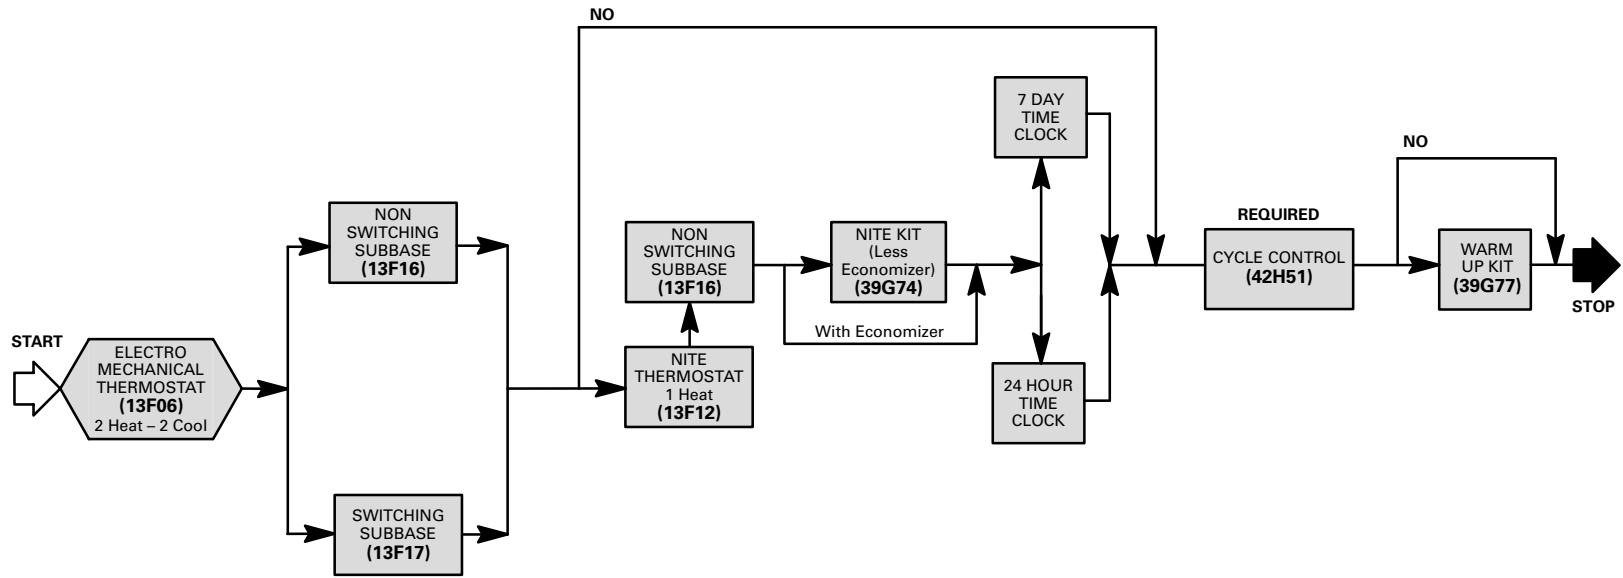 NO
7 DAY
TIME
CLOCK
NO
NON
SWITCHING
SUBBASE
(13F16)
REQUIRED
NON
SWITCHING
SUBBASE
(13F16)
NITE KIT
(Less
Economizer)
(39G74)
CYCLE CONTROL
(42H51)
WARM
UP KIT
(39G77)
STOP
With Economizer
START
ELECTRO
MECHANICAL
THERMOSTAT
(13F06)
2 Heat – 2 Cool
NITE
THERMOSTAT
1 Heat
(13F12)
24 HOUR
TIME
CLOCK
SWITCHING
SUBBASE
(13F17)